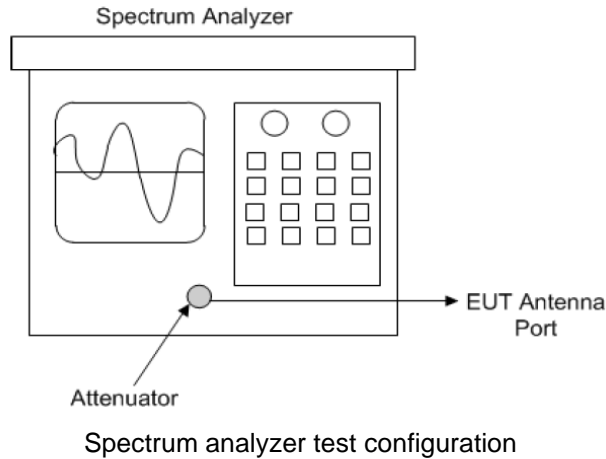 Spectrum Analyzer
EUT Antenna
Port
Attenuator
Spectrum analyzer test configuration